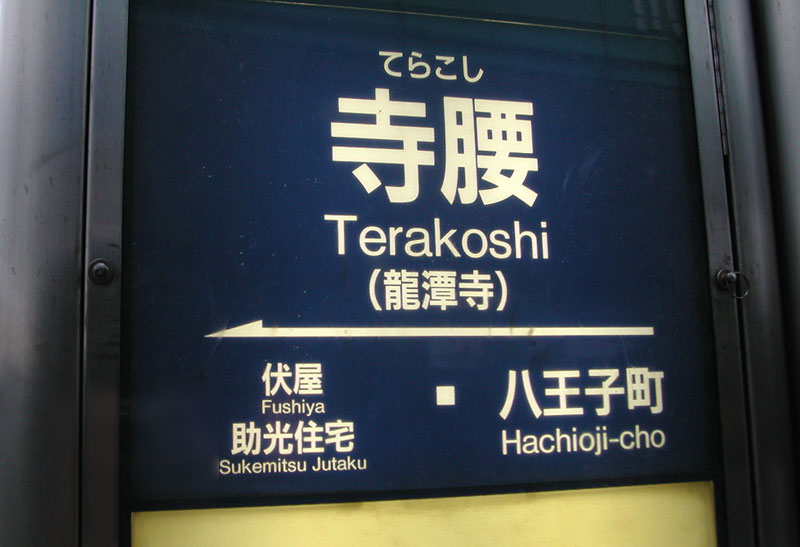 てらこし
寺腰
Terakoshi
(龍潭寺)
伏屋
Fushiya
助光住宅
Sukemitsu Jutaku
八王子町
Hachioji-cho